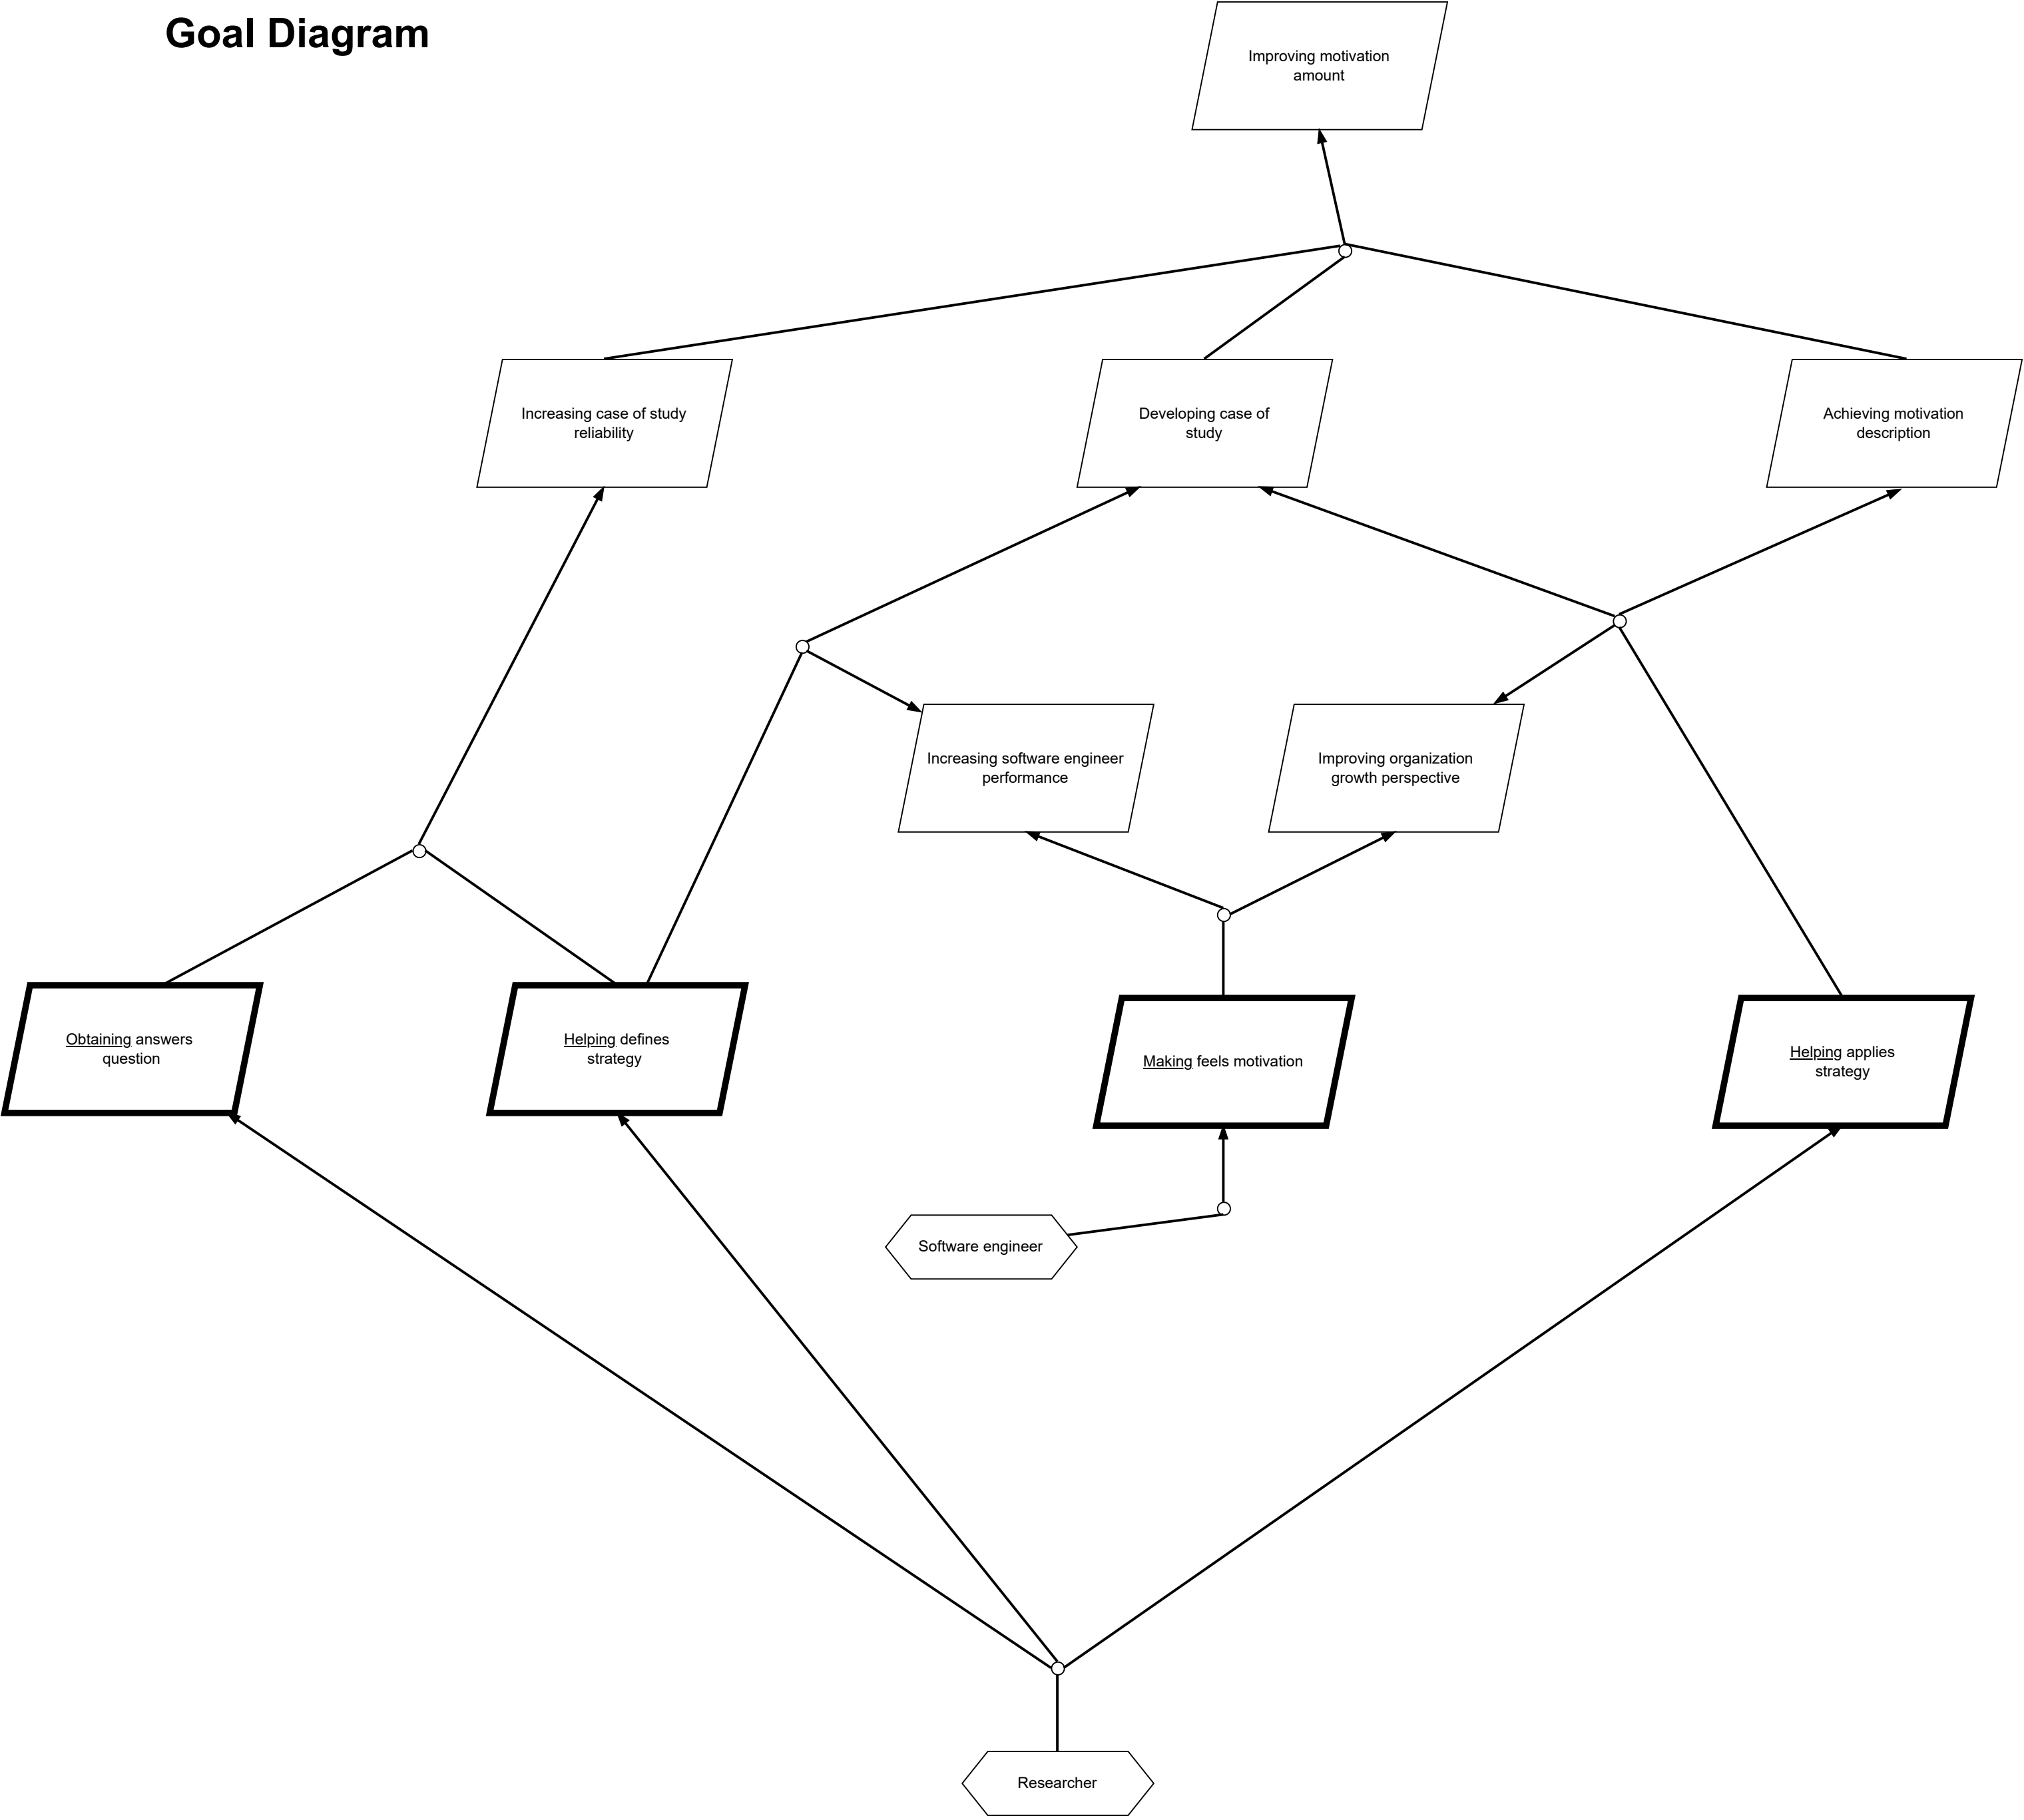 Goal Diagram
Improving motivation
amount
Increasing case of study
reliability
Developing case of
study
Achieving motivation
description
Increasing software engineer
performance
Improving organization
growth perspective
Obtaining answers
question
Helping defines
strategy
Making feels motivation
Helping applies
strategy
Software engineer
Researcher